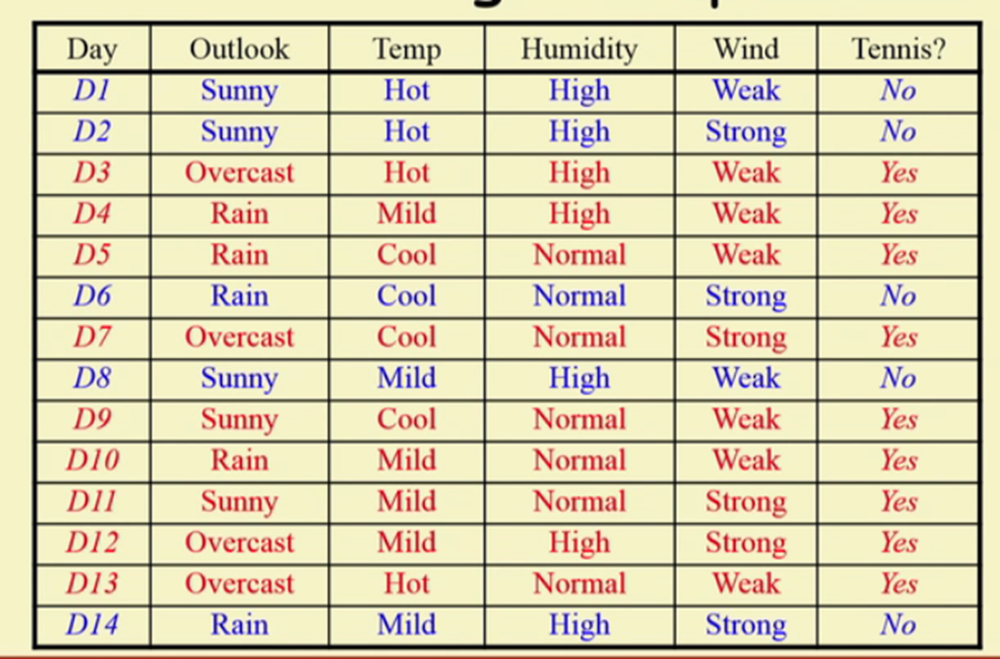 Day Outlook Temp Humidity Wind Tennis?
D1 Sunny Hot High Weak No
D2 Sunny Hot High Strong No
D3 Overcast Hot High Weak Yes
D4 Rain Mild High Weak Yes
D5 Rain Cool Normal Weak Yes
D6 Rain Cool Normal Strong No
D7 Overcast Cool Normal Strong Yes
D8 Sunny Mild High Weak No
D9 Sunny Cool Normal Weak Yes
D10 Rain Mild Normal Weak Yes
D11 Sunny Mild Normal Strong Yes
D12 Overcast Mild High Strong Yes
D13 Overcast Hot Normal Weak Yes
D14 Rain Mild High Strong No